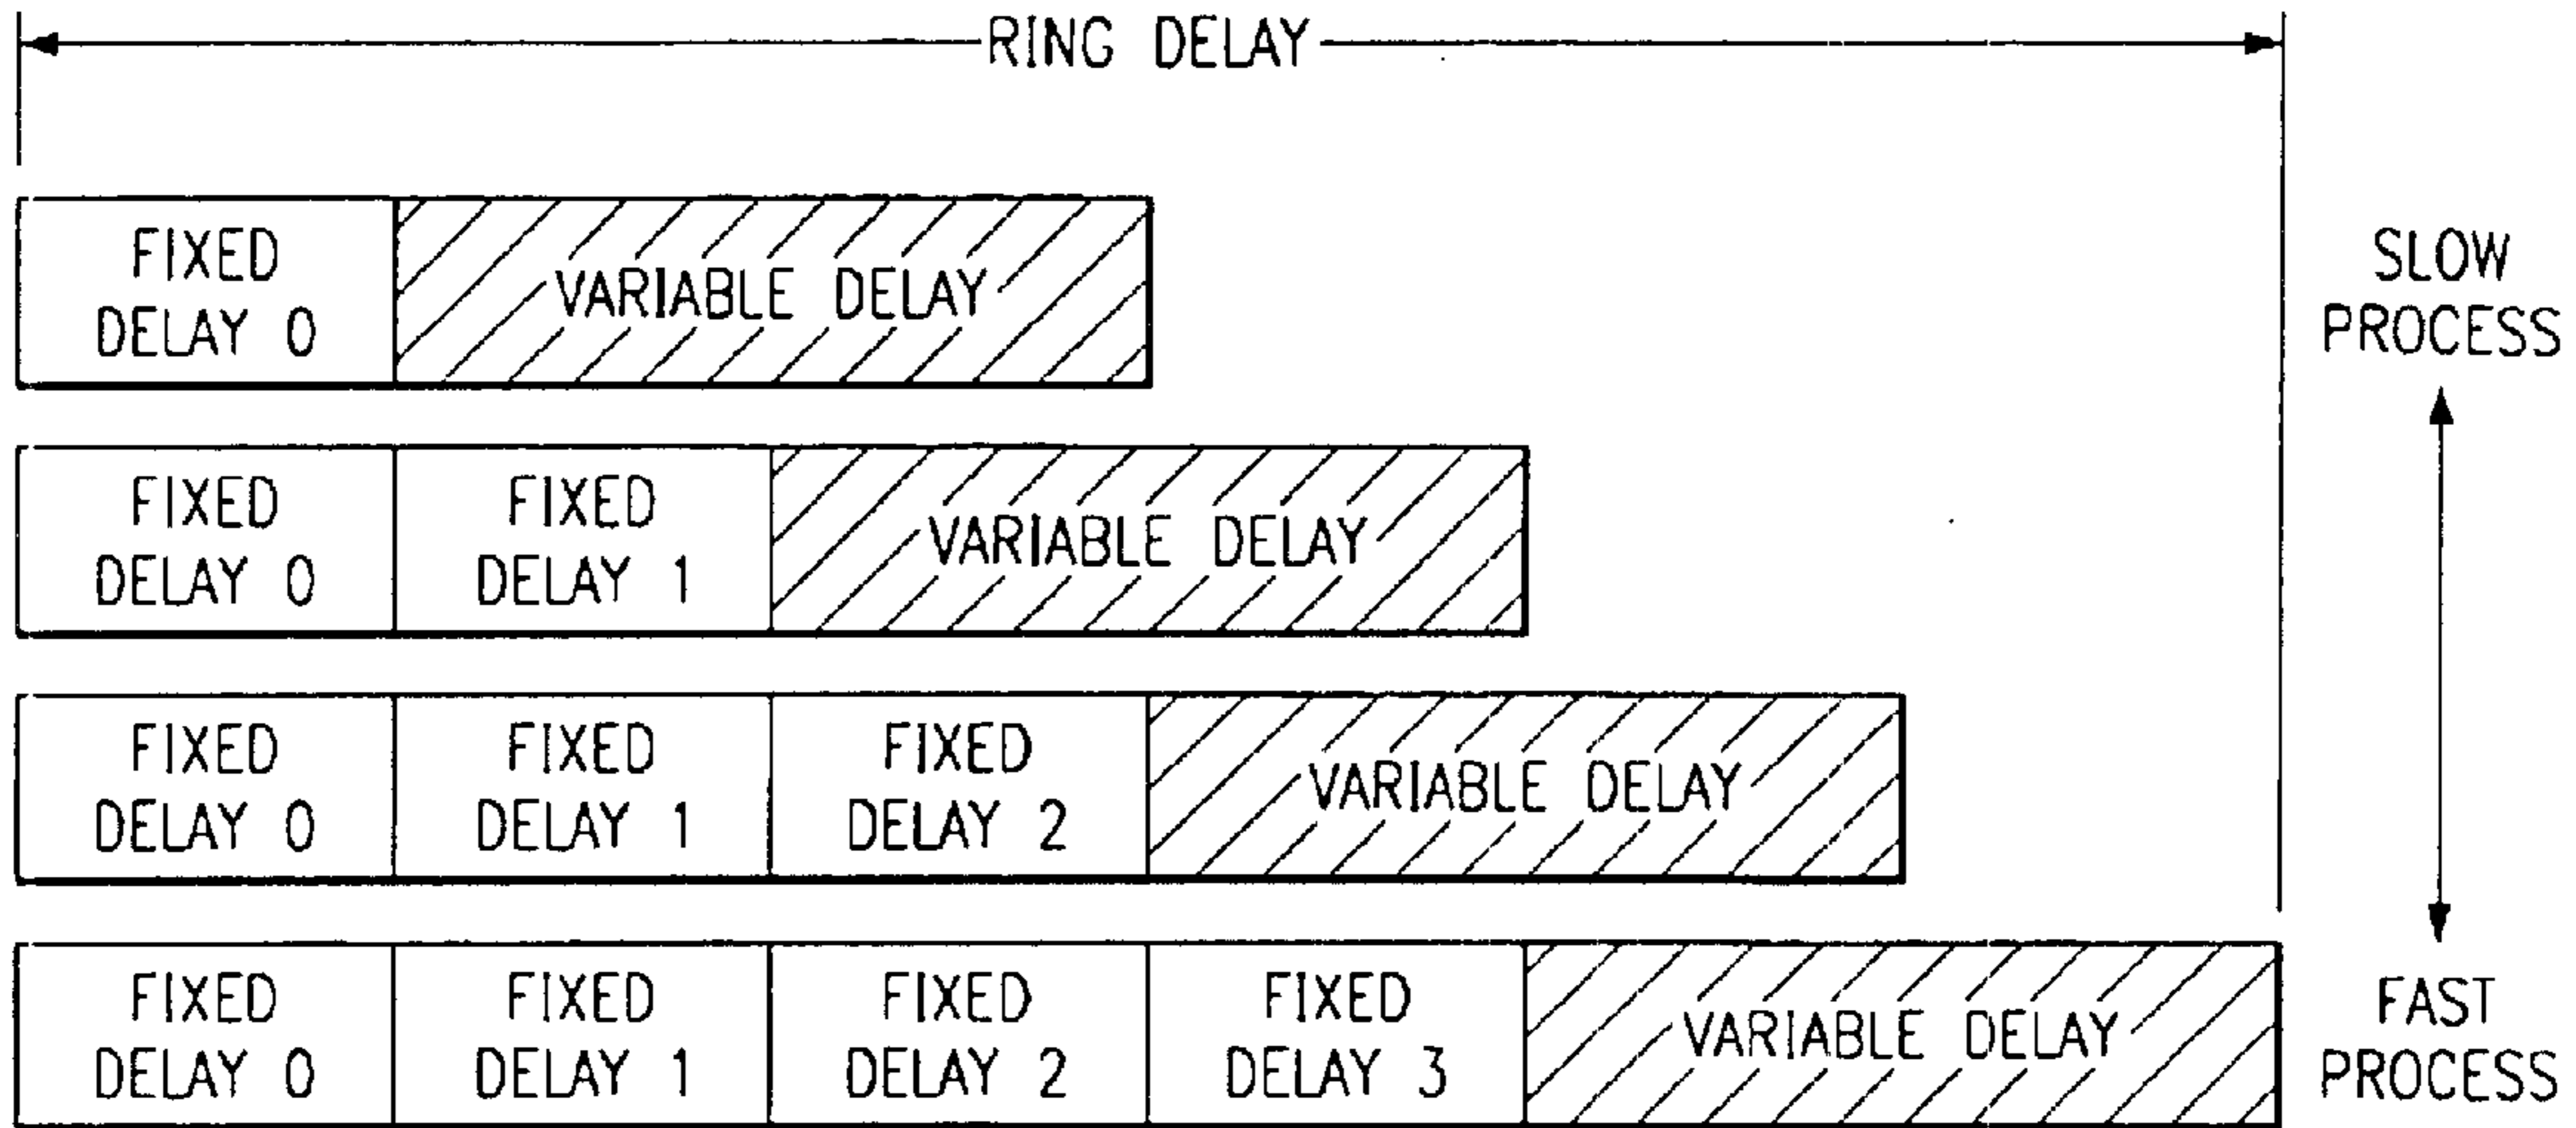 RING DELAY
FIXED
DELAY 0
VARIABLE DELAY
SLOW
PROCESS
FIXED
DELAY 0
FIXED
DELAY 1
VARIABLE DELAY
FIXED
DELAY 0
FIXED
DELAY 1
FIXED
DELAY 2
VARIABLE DELAY
FIXED
DELAY 0
FIXED
DELAY 1
FIXED
DELAY 2
FIXED
DELAY 3
VARIABLE DELAY
FAST
PROCESS